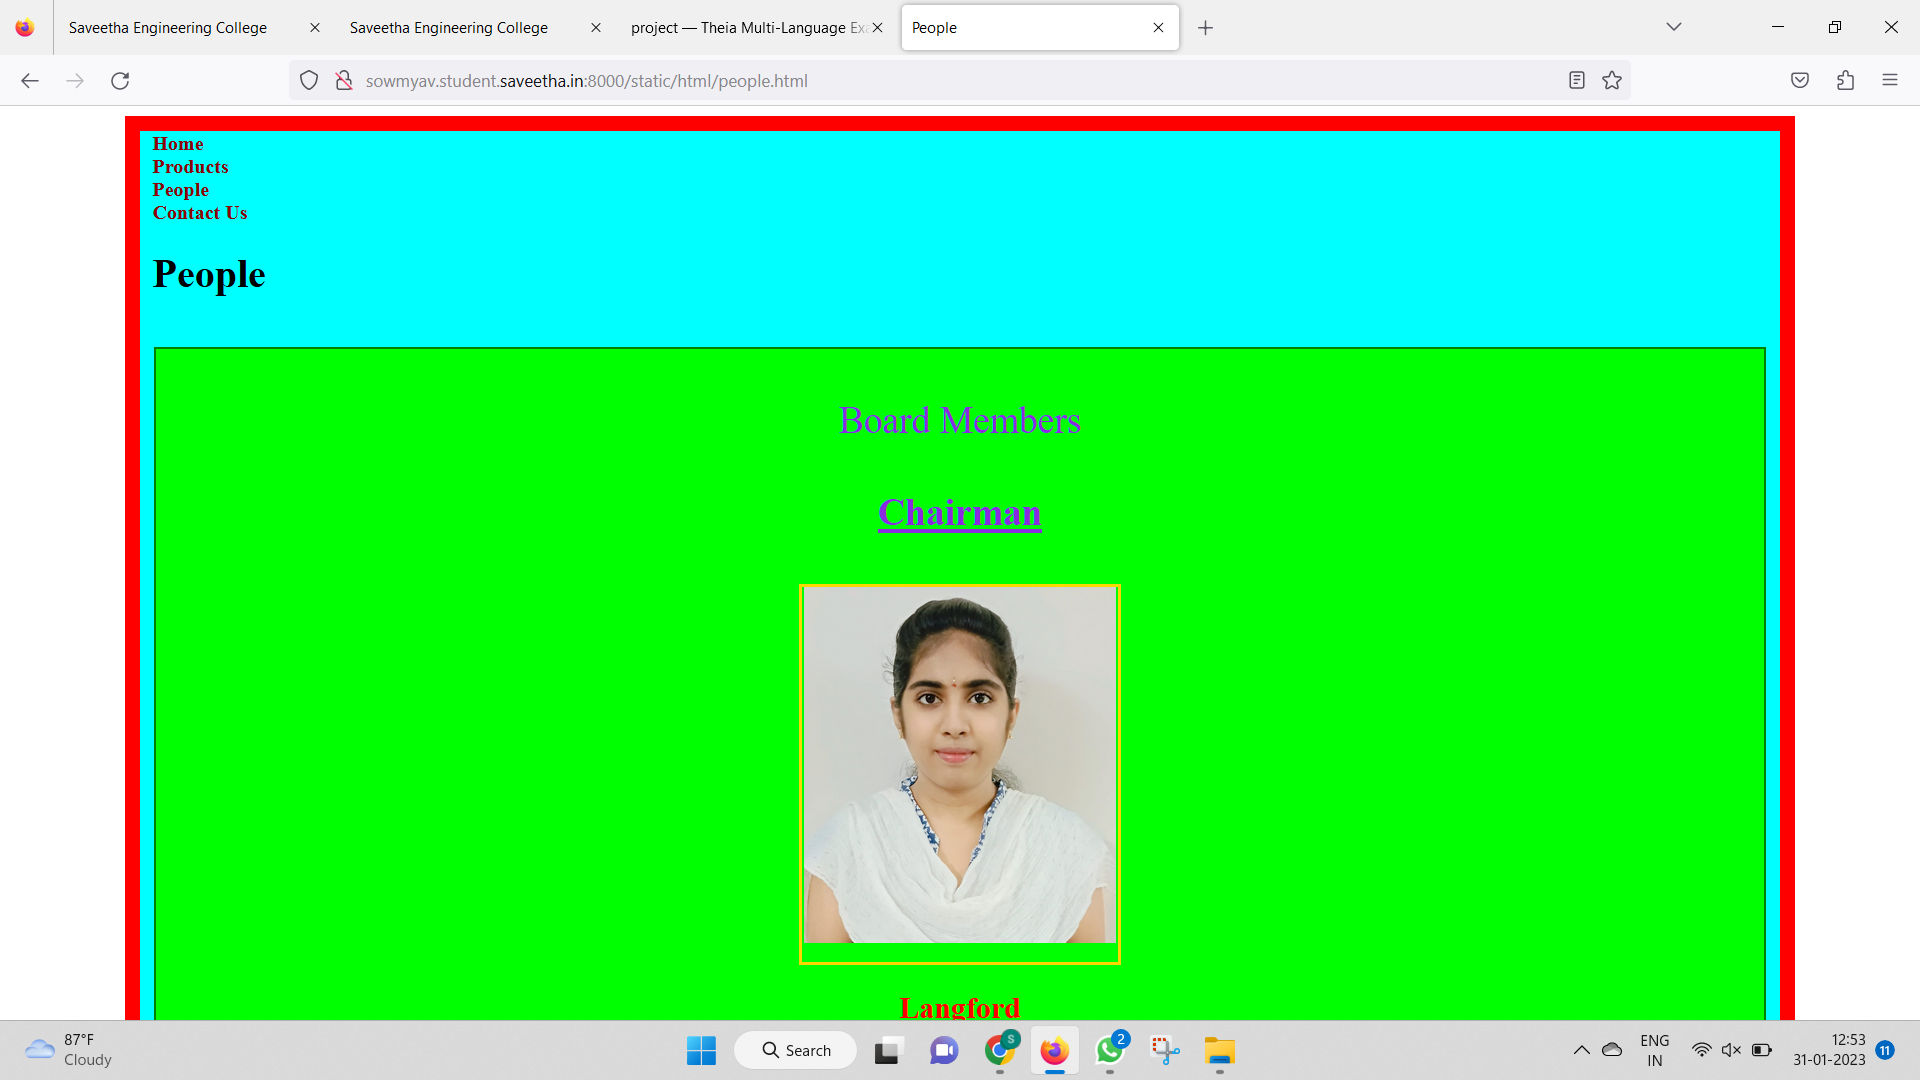 Saveetha Engineering College
Saveetha Engineering College
project — Theia Multi-Language
People
sowmyav.student.saveetha.in:8000/static/html/people.html
Home
Products
People
Contact Us
People
Board Members
Chairman
Langford
87°F
Cloudy
Search
S
2
ENG
IN
12:53
31-01-2023
11